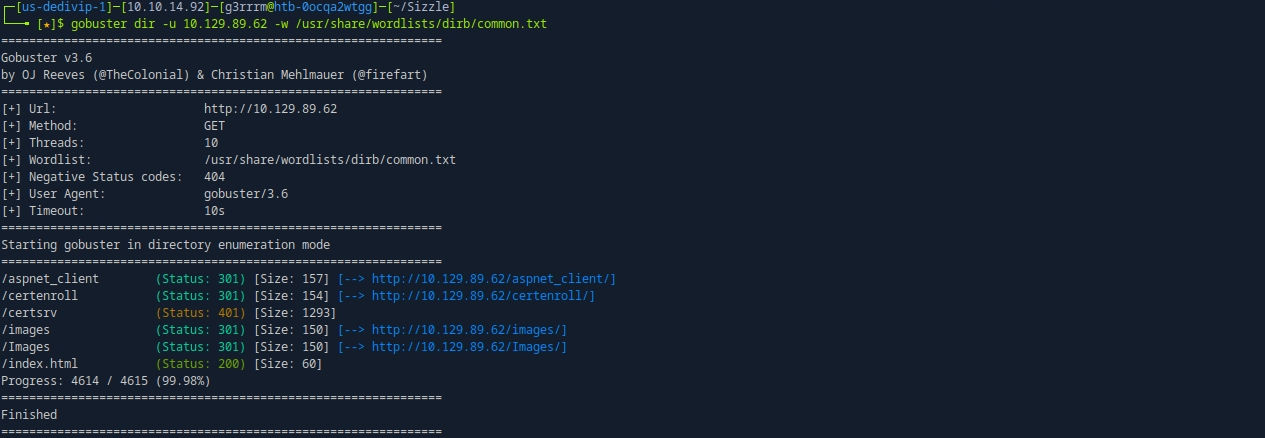 ┌─[us-dedivip-1]─[10.10.14.92]─[g3rrrm@htb-0ocqa2wtgg]─[~/Sizzle]
└──╼ [★]$ gobuster dir -u 10.129.89.62 -w /usr/share/wordlists/dirb/common.txt
===============================================================
Gobuster v3.6
by OJ Reeves (@TheColonial) & Christian Mehlmauer (@firefart)
===============================================================
[+] Url:                     http://10.129.89.62
[+] Method:                  GET
[+] Threads:                 10
[+] Wordlist:                /usr/share/wordlists/dirb/common.txt
[+] Negative Status codes:   404
[+] User Agent:              gobuster/3.6
[+] Timeout:                 10s
===============================================================
Starting gobuster in directory enumeration mode
===============================================================
/aspnet_client        (Status: 301) [Size: 157] [--> http://10.129.89.62/aspnet_client/]
/certenroll           (Status: 301) [Size: 154] [--> http://10.129.89.62/certenroll/]
/certsrv              (Status: 401) [Size: 1293]
/images               (Status: 301) [Size: 150] [--> http://10.129.89.62/images/]
/Images               (Status: 301) [Size: 150] [--> http://10.129.89.62/Images/]
/index.html           (Status: 200) [Size: 60]
Progress: 4614 / 4615 (99.98%)
===============================================================
Finished
===============================================================